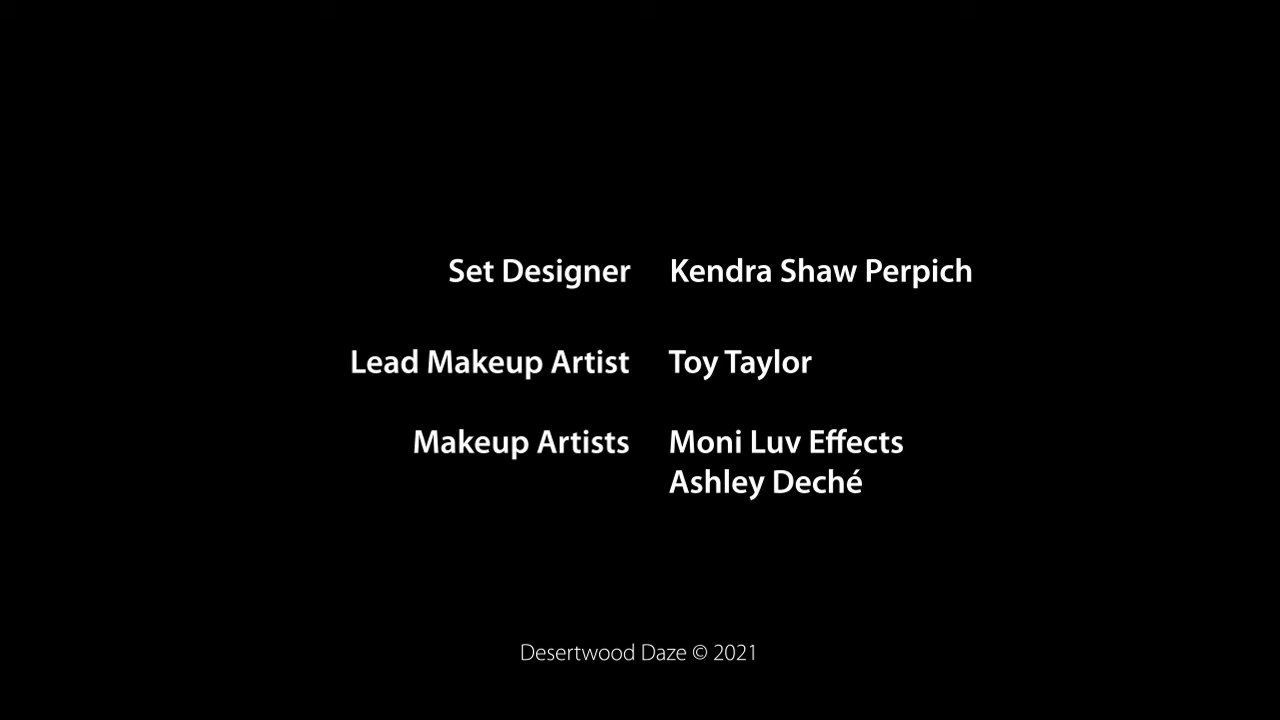 Set Designer Kendra Shaw Perpich
Lead Makeup Artist Toy Taylor
Makeup Artists Moni Luv Effects
Ashley Deché
Desertwood Daze © 2021